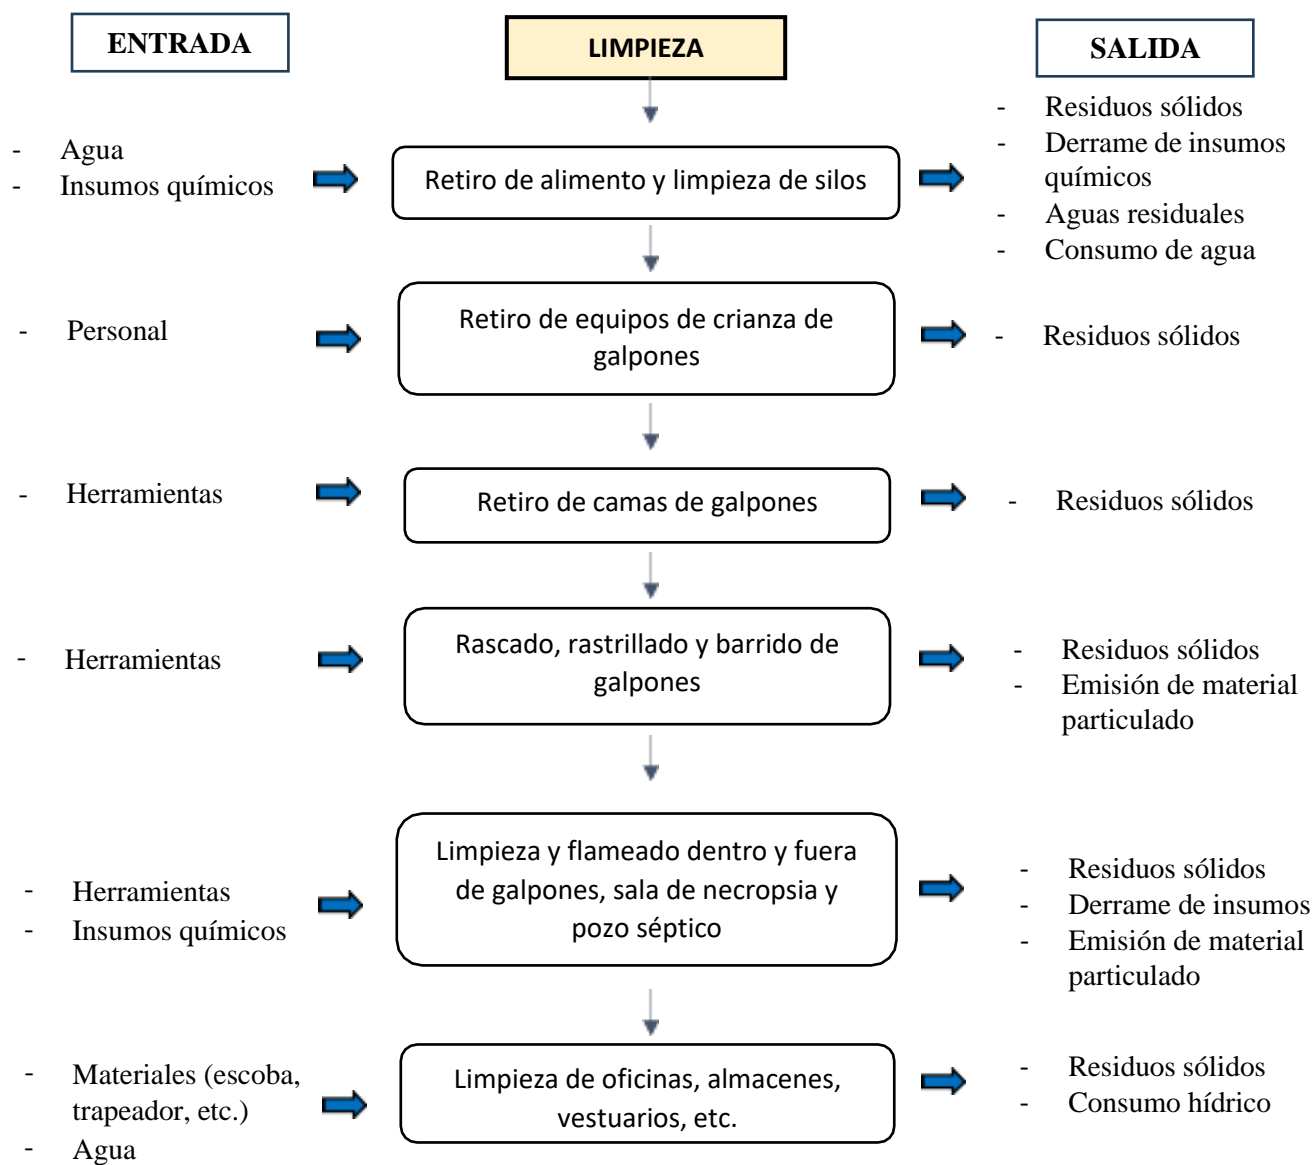 ENTRADA
LIMPIEZA
SALIDA
- Agua
- Insumos químicos
Retiro de alimento y limpieza de silos
- Residuos sólidos
- Derrame de insumos
químicos
- Aguas residuales
- Consumo de agua
- Personal
Retiro de equipos de crianza de
galpones
- Residuos sólidos
- Herramientas
Retiro de camas de galpones
- Residuos sólidos
- Herramientas
Rascado, rastrillado y barrido de
galpones
- Residuos sólidos
- Emisión de material
particulado
- Herramientas
- Insumos químicos
Limpieza y flameado dentro y fuera
de galpones, sala de necropsia y
pozo séptico
- Residuos sólidos
- Derrame de insumos
- Emisión de material
particulado
- Materiales (escoba,
trapeador, etc.)
- Agua
Limpieza de oficinas, almacenes,
vestuarios, etc.
- Residuos sólidos
- Consumo hídrico